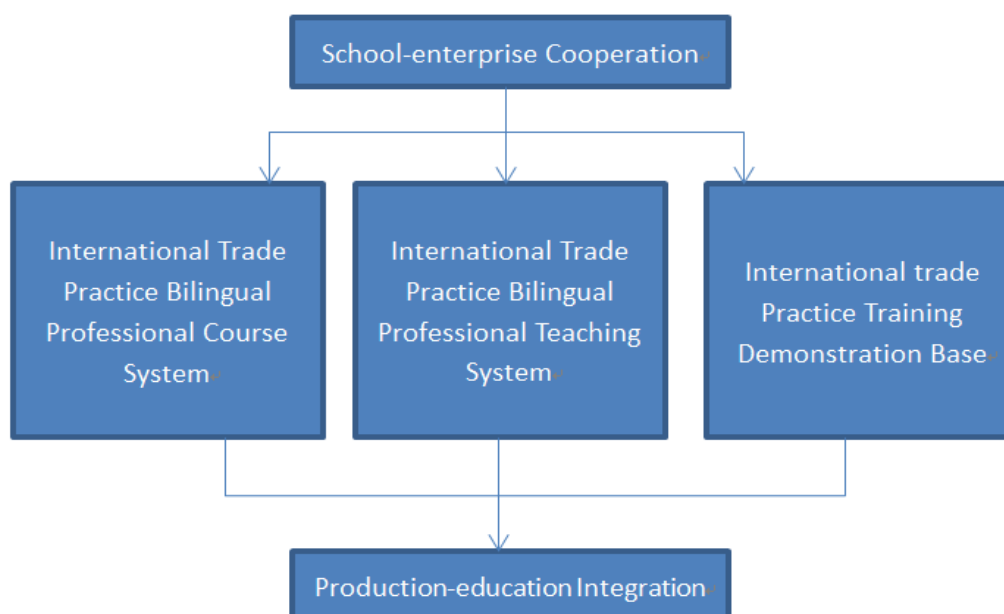 School-enterprise Cooperation
International Trade
Practice Bilingual
Professional Course
System
International Trade
Practice Bilingual
Professional Teaching
System
International trade
Practice Training
Demonstration Base
Production-education Integration